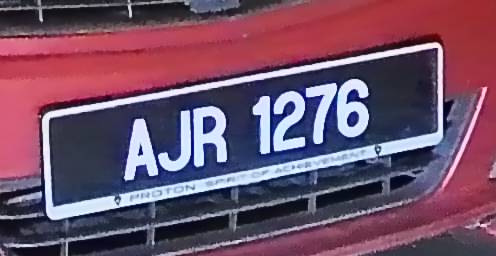 AJR 1276
PROTON SPIRIT OF ACHIEVEMENT